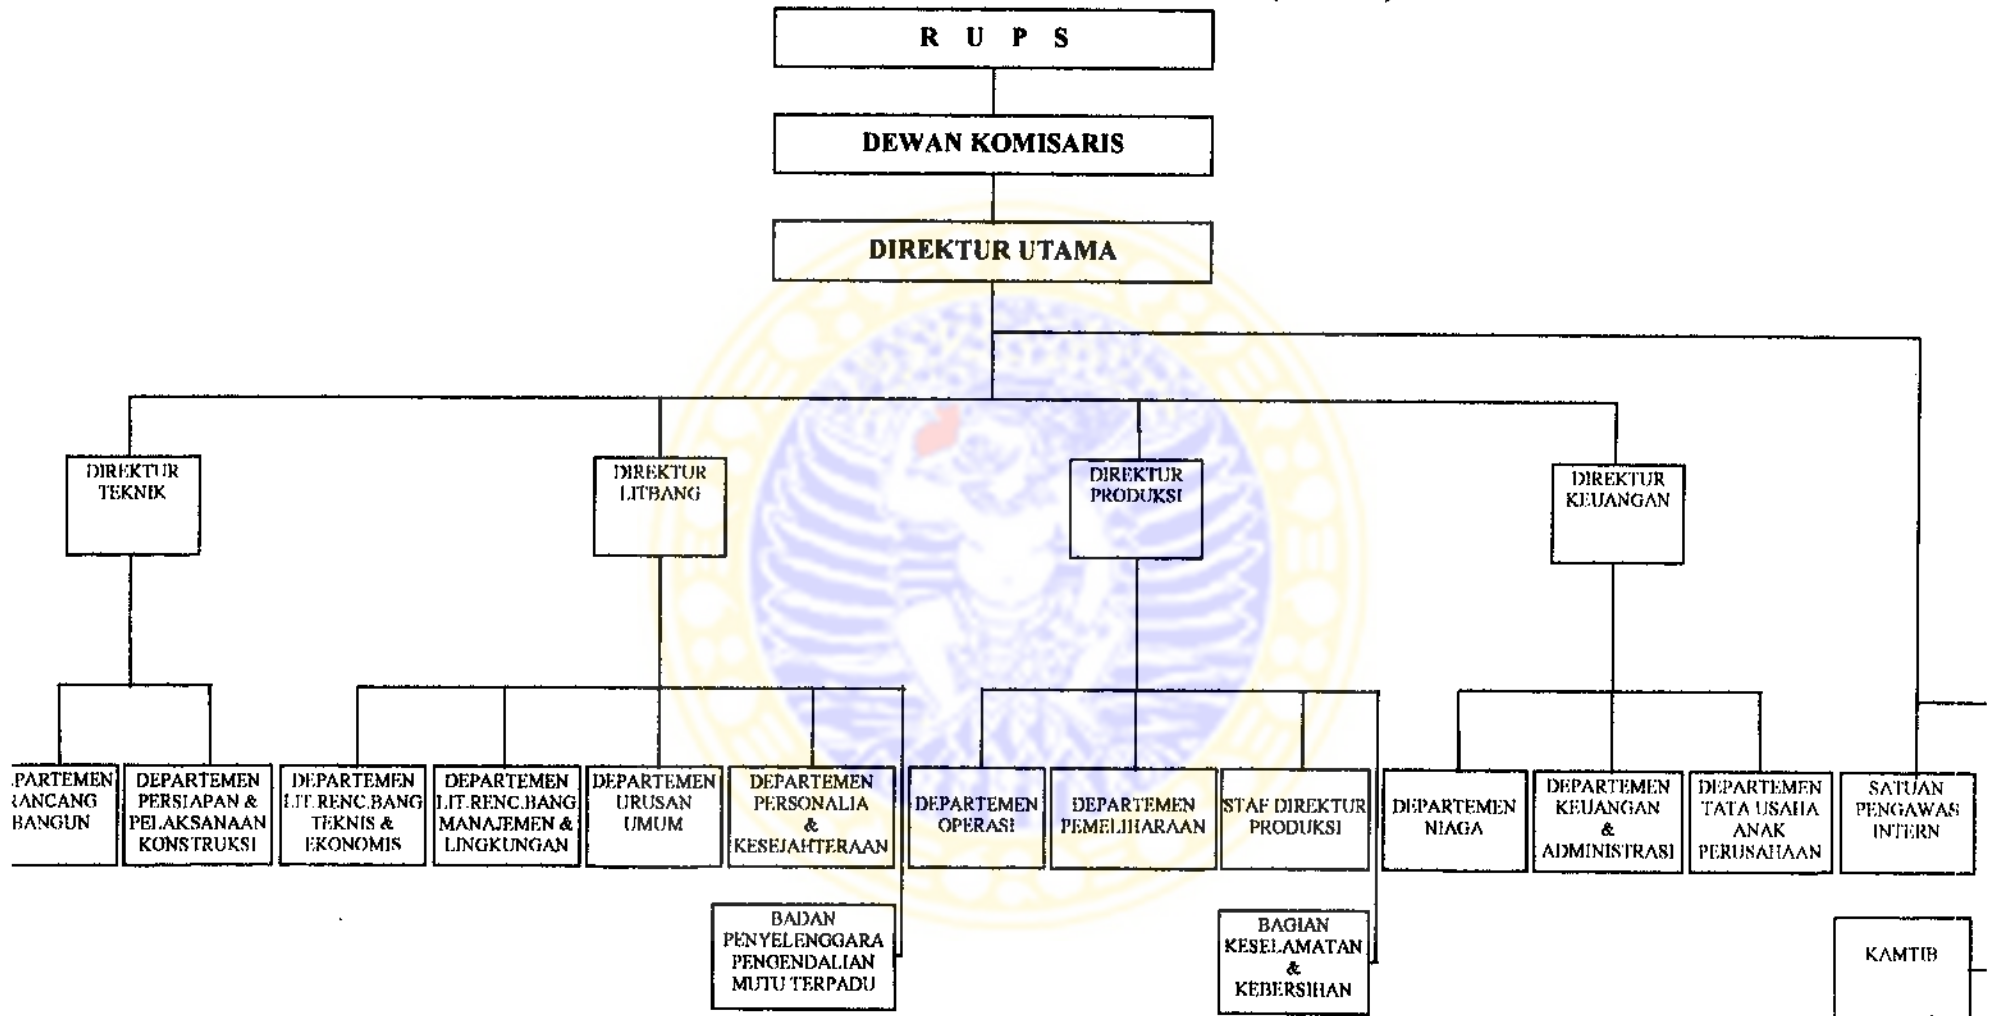 R U P S
DEWAN KOMISARIS
DIREKTUR UTAMA
DIREKTUR
TEKNIK
DIREKTUR
LITBANG
DIREKTUR
PRODUKSI
DIREKTUR
KEUANGAN
PARTEMEN
RANCANG
BANGUN
DEPARTEMEN
PERSIAPAN &
PELAKSANAAN
KONSTRUKSI
DEPARTEMEN
LIT.RENC.BANG
TEKNIS &
EKONOMIS
DEPARTEMEN
LIT.RENC.BANG
MANAJEMEN &
LINGKUNGAN
DEPARTEMEN
URUSAN
UMUM
DEPARTEMEN
PERSONALIA
&
KESEJAHTERAAN
DEPARTEMEN
OPERASI
DEPARTEMEN
PEMELIHARAAN
STAF DIREKTUR
PRODUKSI
DEPARTEMEN
NIAGA
DEPARTEMEN
KEUANGAN
&
ADMINISTRASI
DEPARTEMEN
TATA USAHA
ANAK
PERUSAHAAN
SATUAN
PENGAWAS
INTERN
BADAN
PENYELENGGARA
PENGENDALIAN
MUTU TERPADU
BAGIAN
KESELAMATAN
&
KEBERSIHAN
KAMTIB